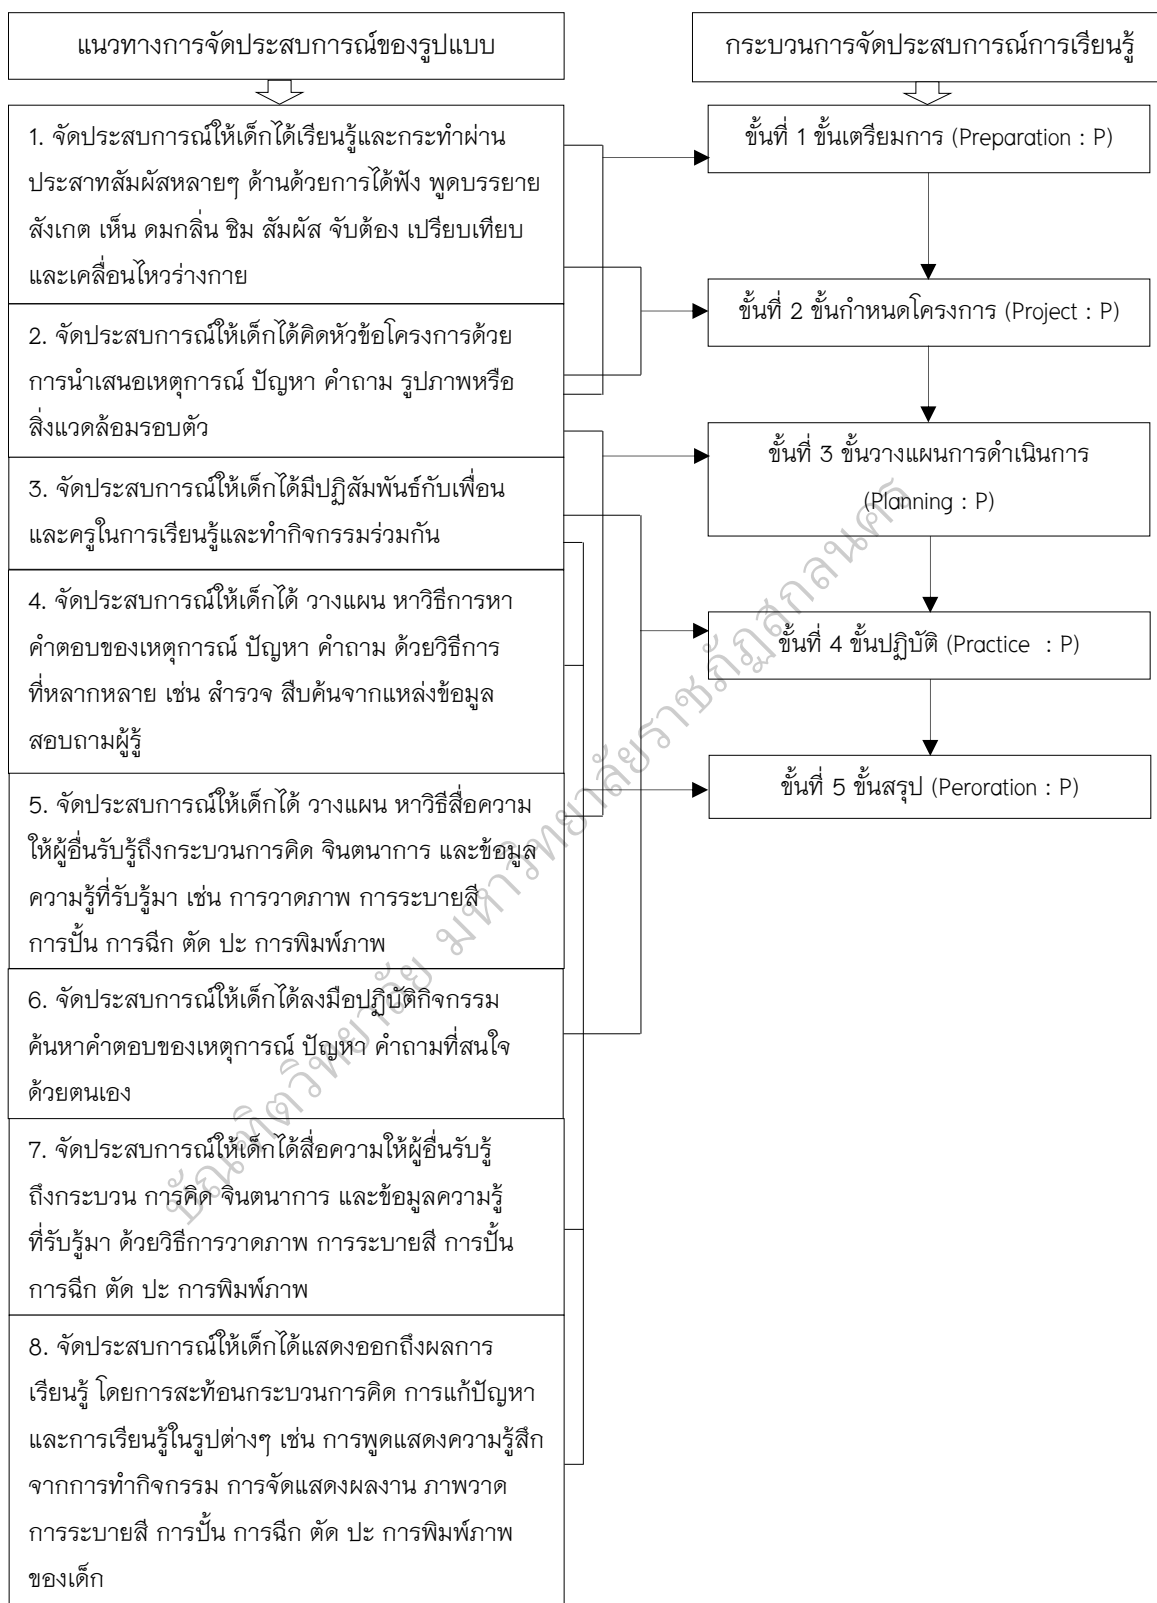 แนวทางการจัดประสบการณ์ของรูปแบบ
กระบวนการจัดประสบการณ์การเรียนรู้
1. จัดประสบการณ์ให้เด็กได้เรียนรู้และกระทำผ่าน
ประสาทสัมผัสหลายๆ ด้านด้วยการได้ฟัง พูดบรรยาย
สังเกต เห็น ดมกลิ่น ชิม สัมผัส จับต้อง เปรียบเทียบ
และเคลื่อนไหวร่างกาย
2. จัดประสบการณ์ให้เด็กได้คิดหัวข้อโครงการด้วย
การนำเสนอเหตุการณ์ ปัญหา คำถาม รูปภาพหรือ
สิ่งแวดล้อมรอบตัว
3. จัดประสบการณ์ให้เด็กได้มีปฏิสัมพันธ์กับเพื่อน
และครูในการเรียนรู้และทำกิจกรรมร่วมกัน
4. จัดประสบการณ์ให้เด็กได้ วางแผน หาวิธีการหา
คำตอบของเหตุการณ์ ปัญหา คำถาม ด้วยวิธีการ
ที่หลากหลาย เช่น สำรวจ สืบค้นจากแหล่งข้อมูล
สอบถามผู้รู้
5. จัดประสบการณ์ให้เด็กได้ วางแผน หาวิธีสื่อความ
ให้ผู้อื่นรับรู้ถึงกระบวนการคิด จินตนาการ และข้อมูล
ความรู้ที่รับรู้มา เช่น การวาดภาพ การระบายสี
การปั้น การฉีก ตัด ปะ การพิมพ์ภาพ
6. จัดประสบการณ์ให้เด็กได้ลงมือปฏิบัติกิจกรรม
ค้นหาคำตอบของเหตุการณ์ ปัญหา คำถามที่สนใจ
ด้วยตนเอง
7. จัดประสบการณ์ให้เด็กได้สื่อความให้ผู้อื่นรับรู้
ถึงกระบวน การคิด จินตนาการ และข้อมูลความรู้
ที่รับรู้มา ด้วยวิธีการวาดภาพ การระบายสี การปั้น
การฉีก ตัด ปะ การพิมพ์ภาพ
8. จัดประสบการณ์ให้เด็กได้แสดงออกถึงผลการ
เรียนรู้ โดยการสะท้อนกระบวนการคิด การแก้ปัญหา
และการเรียนรู้ในรูปต่างๆ เช่น การพูดแสดงความรู้สึก
จากการทำกิจกรรม การจัดแสดงผลงาน ภาพวาด
การระบายสี การปั้น การฉีก ตัด ปะ การพิมพ์ภาพ
ของเด็ก
ขั้นที่ 1 ขั้นเตรียมการ (Preparation : P)
ขั้นที่ 2 ขั้นกำหนดโครงการ (Project : P)
ขั้นที่ 3 ขั้นวางแผนการดำเนินการ
(Planning : P)
ขั้นที่ 4 ขั้นปฏิบัติ (Practice : P)
ขั้นที่ 5 ขั้นสรุป (Peroration : P)
บัณฑิตวิทยาลัย มหาวิทยาลัยราชภัฏสกลนคร